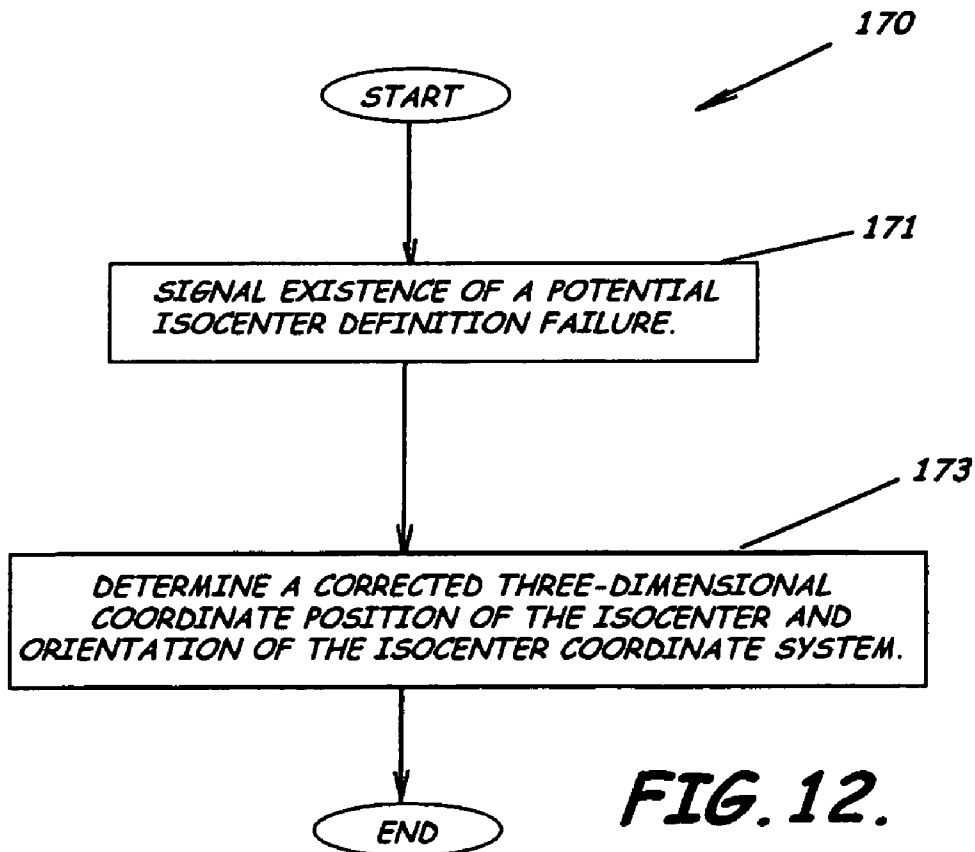 170
START
171
SIGNAL EXISTENCE OF A POTENTIAL
ISOCENTER DEFINITION FAILURE.
173
DETERMINE A CORRECTED THREE-DIMENSIONAL
COORDINATE POSITION OF THE ISOCENTER AND
ORIENTATION OF THE ISOCENTER COORDINATE SYSTEM.
END
FIG. 12.